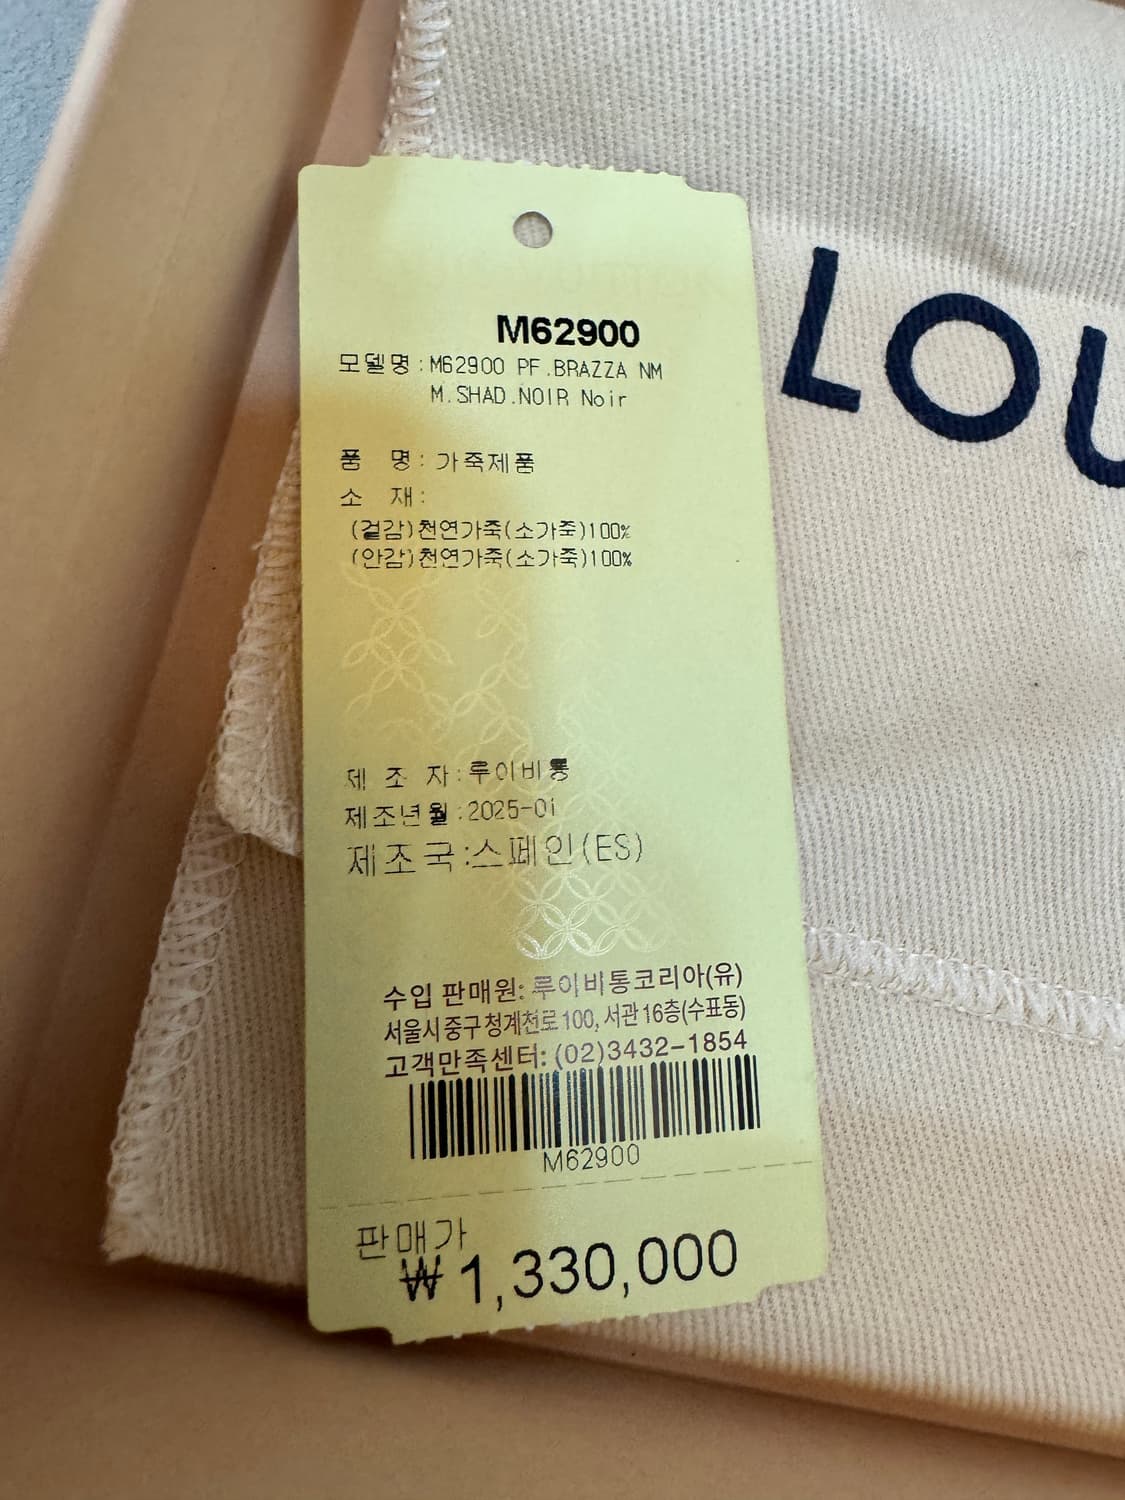 M62900
모델명:M62900 PF.BRAZZA NM
M.SHAD.NOIR Noir
품 명: 가죽제품
소 재:
(겉감)천연가죽(소가죽)100%
(안감)천연가죽(소가죽)100%
제 조 자:루이비통
제조년월:2025-01
제조국:스페인(ES)
수입 판매원: 루이비통코리아(유)
서울시 중구 청계천로 100, 서관 16층(수표동)
고객만족센터: (02)3432-1854
M62900
판매가
₩ 1,330,000
LOU